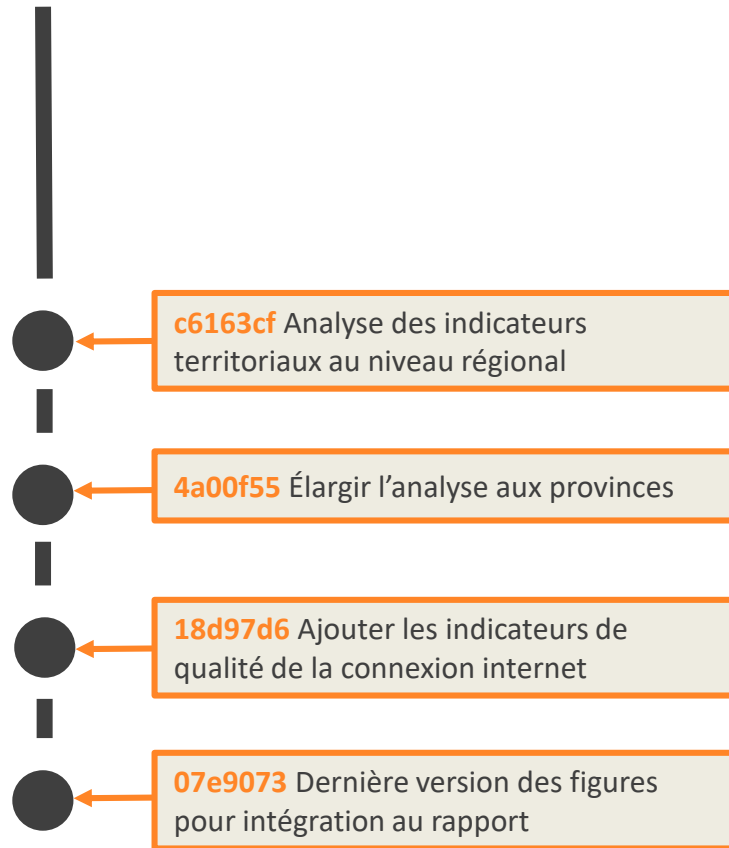 c6163cf Analyse des indicateurs
territoriaux au niveau régional
4a00f55 Élargir l’analyse aux provinces
18d97d6 Ajouter les indicateurs de
qualité de la connexion internet
07e9073 Dernière version des figures
pour intégration au rapport